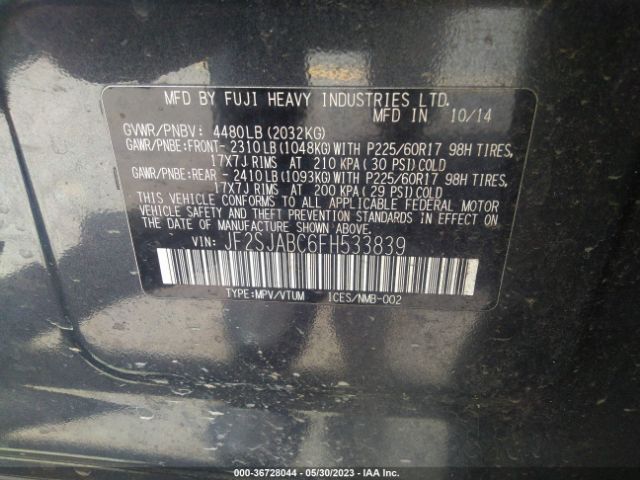 MFD BY FUJI HEAVY INDUSTRIES LTD.
MFD IN 10/14
GVWR/PNBV: 4480LB(2032KG)
GAWR/PNBE:FRONT- 2310LB(1048KG)WITH P225/60R17 98H TIRES,
17X7J RIMS AT 210 KPA(30 PSI)COLD
GAWR/PNBE:REAR - 2410LB(1093KG)WITH P225/60R17 98H TIRES,
17X7J RIMS AT 200 KPA(29 PSI)COLD
THIS VEHICLE CONFORMS TO ALL APPLICABLE FEDERAL MOTOR
VEHICLE SAFETY AND THEFT PREVENTION STANDARDS IN EFFECT ON THE
DATE OF MANUFACTURE SHOWN ABOVE.
VIN: JF2SJABC6FH533839
TYPE:MPV/VTUM ICES/NMB-002
000-36728044 — 05/30/2023 — IAA Inc.